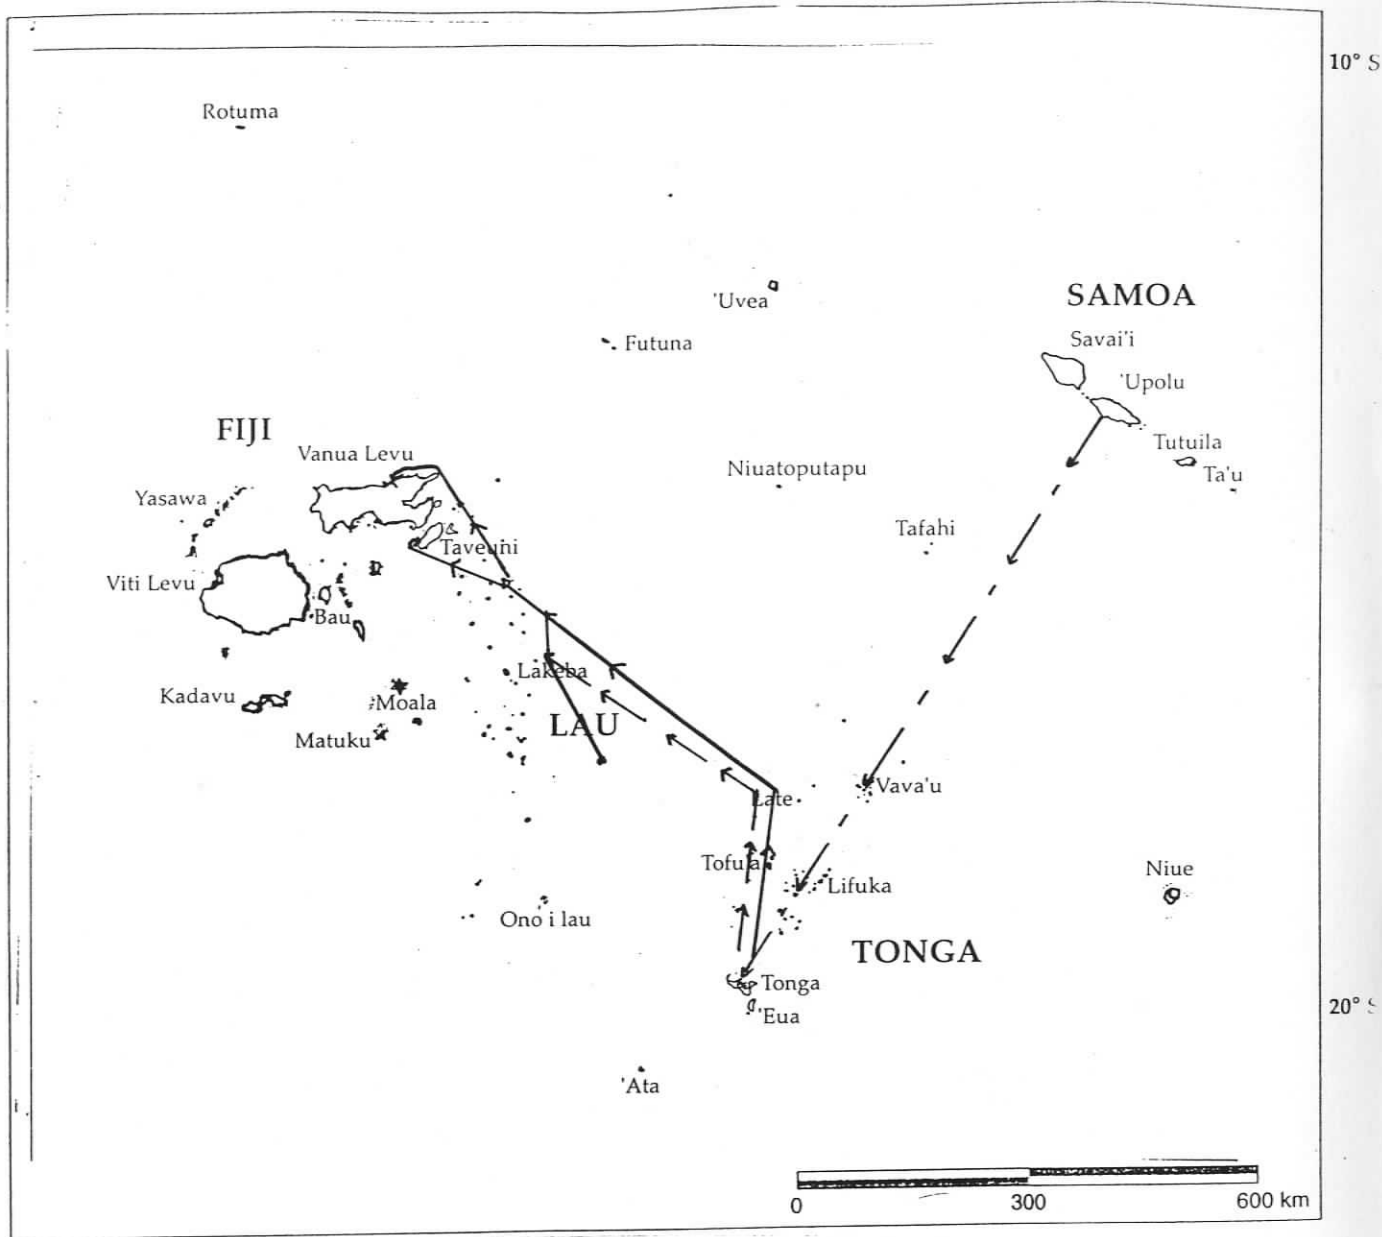 10° S
Rotuma
SAMOA
'Uvea
Savai'i
Futuna
'Upolu
FIJI
Tutuila
Vanua Levu
Niuatoputapu
Ta'u
Yasawa
Tafahi
Taveuni
Viti Levu
Bau
Lakeba
Kadavu
Moala
LAU
Matuku
Vava'u
Late
Tofua
Niue
Lifuka
Ono i lau
TONGA
Tonga
20° S
'Eua
'Ata
0 300 600 km